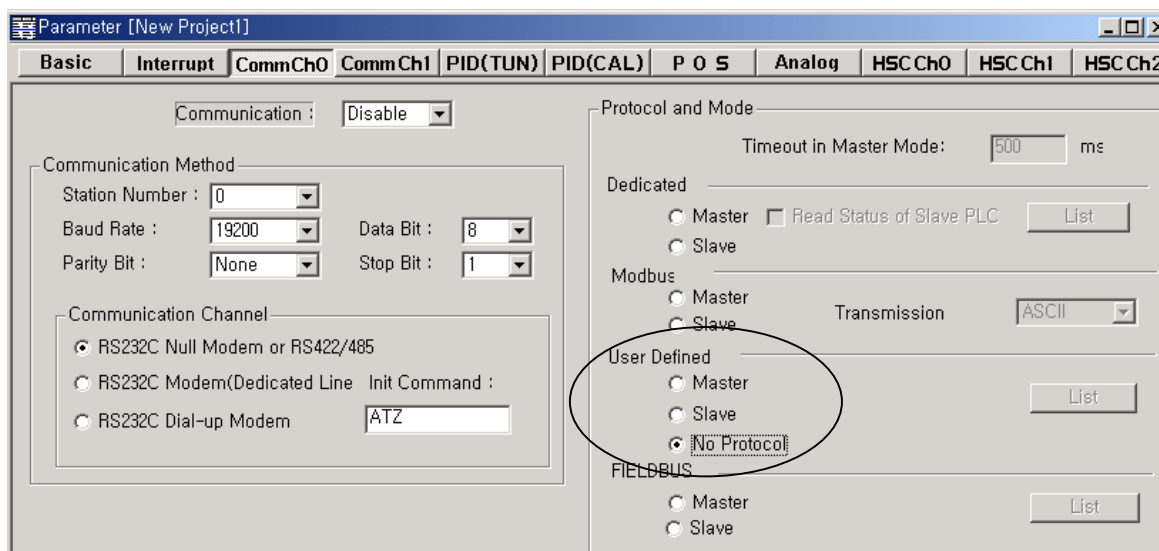 Parameter [New Project1]
Basic Interrupt CommCh0 CommCh1 PID(TUN) PID(CAL) P O S Analog HSCCh0 HSCCh1 HSCCh2
Communication : Disable
Communication Method
Station Number : 0
Baud Rate : 19200 Data Bit : 8
Parity Bit : None Stop Bit : 1
Communication Channel
RS232C Null Modem or RS422/485
RS232C Modem(Dedicated Line Init Command :
RS232C Dial-up Modem ATZ
Protocol and Mode
Timeout in Master Mode: 500 ms
Dedicated
Master Read Status of Slave PLC List
Slave
Modbus
Master
Transmission ASCII
Slave
User Defined
Master
List
Slave
No Protocol
FIELDBUS
Master List
Slave